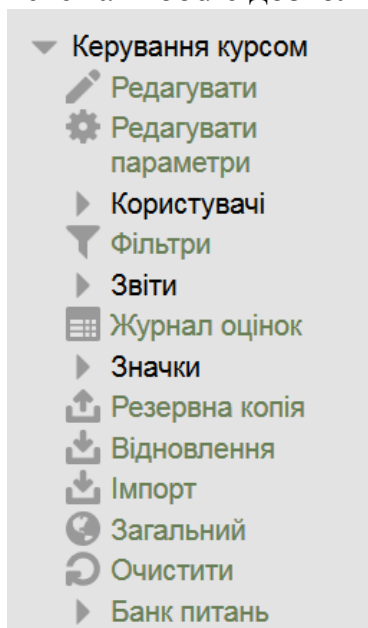 Керування курсом
Редагувати
Редагувати
параметри
Користувачі
Фільтри
Звіти
Журнал оцінок
Значки
Резервна копія
Відновлення
Імпорт
Загальний
Очистити
Банк питань